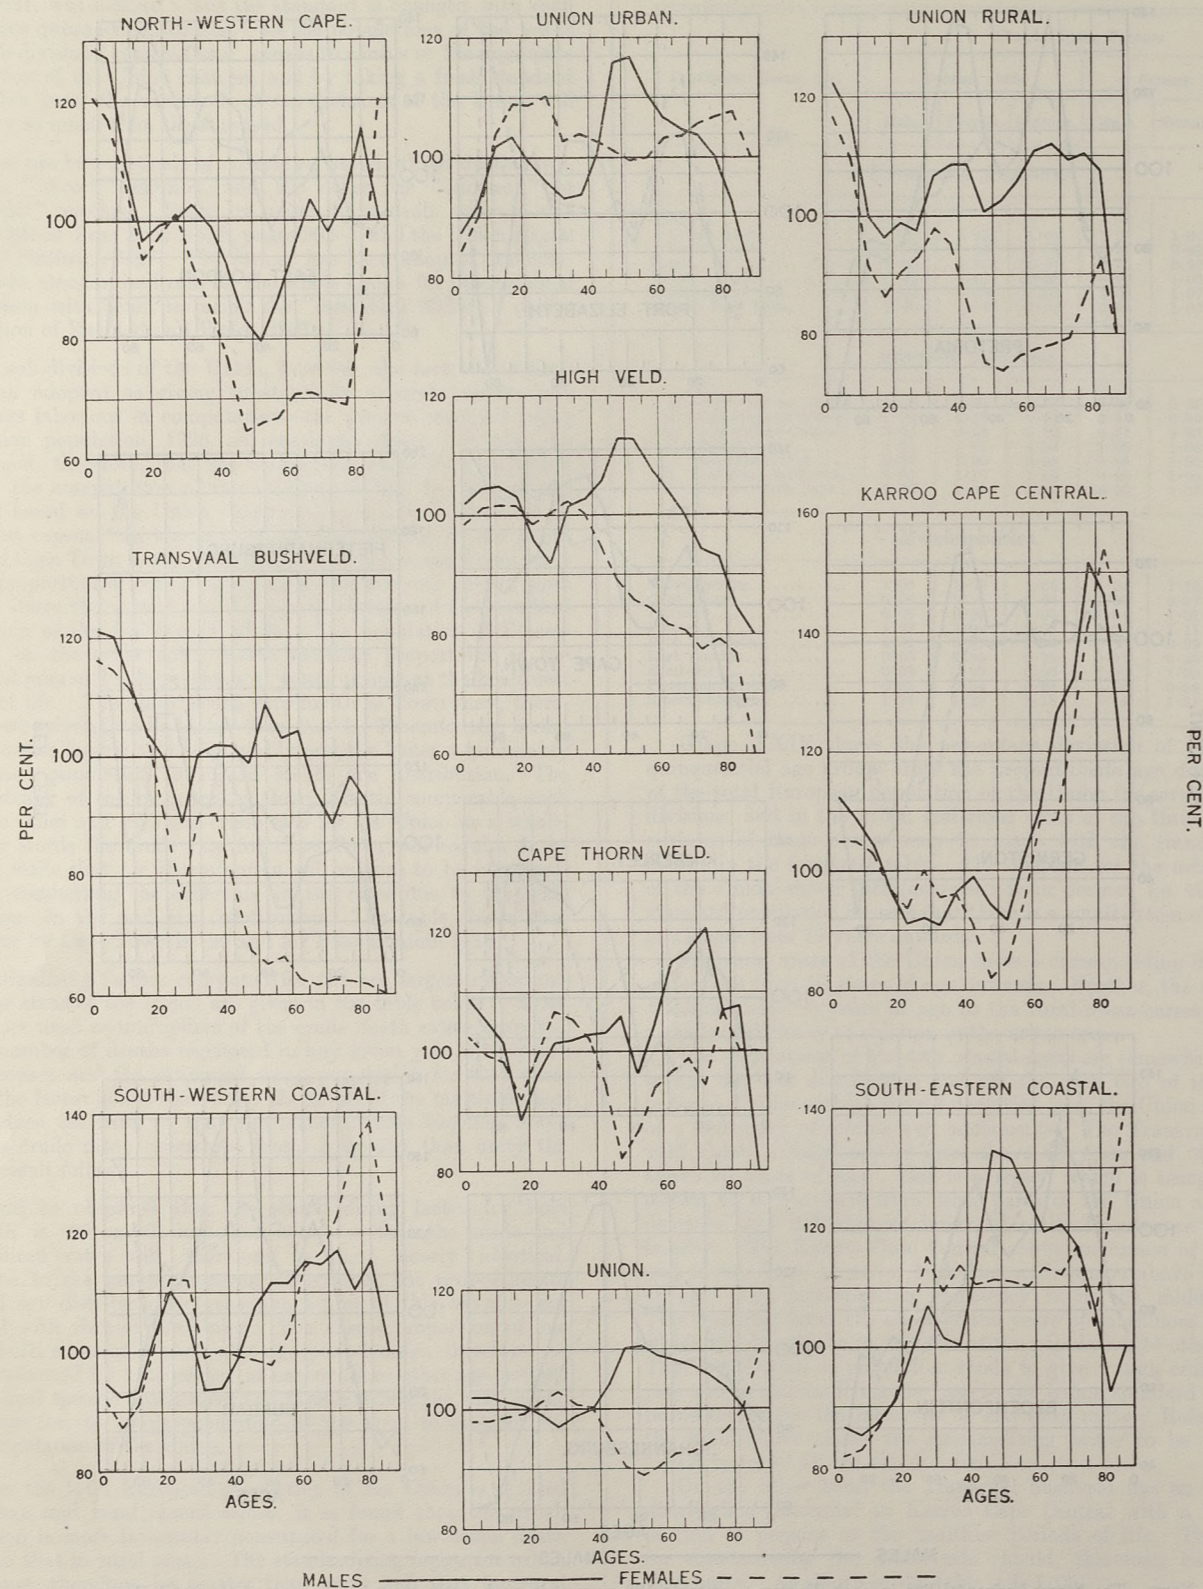 NORTH-WESTERN CAPE.
120
100
80
60
0 20 40 60 80
UNION URBAN.
120
100
80
0 20 40 60 80
UNION RURAL.
120
100
80
0 20 40 60 80
HIGH VELD.
120
100
80
60
0 20 40 60 80
TRANSVAAL BUSHVELD.
120
100
80
60
0 20 40 60 80
PER CENT.
KARROO CAPE CENTRAL.
160
140
120
100
80
0 20 40 60 80
PER CENT.
CAPE THORN VELD.
120
100
80
0 20 40 60 80
SOUTH-WESTERN COASTAL.
140
120
100
80
0 20 40 60 80
AGES.
UNION.
120
100
80
0 20 40 60 80
AGES.
SOUTH-EASTERN COASTAL.
140
120
100
80
0 20 40 60 80
AGES.
MALES FEMALES